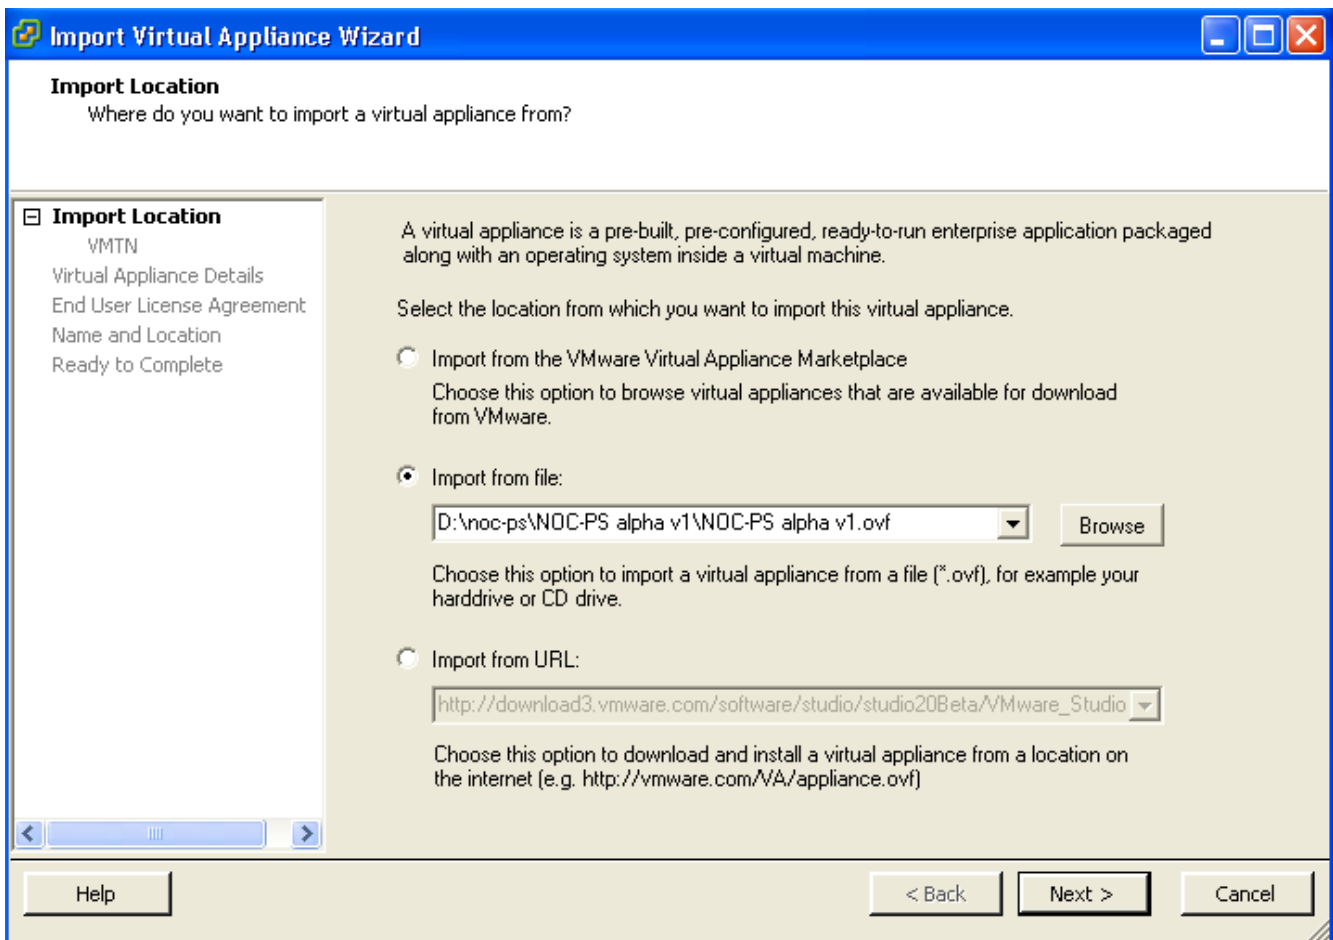 Import Virtual Appliance Wizard
Import Location
Where do you want to import a virtual appliance from?
Import Location
VMTN
Virtual Appliance Details
End User License Agreement
Name and Location
Ready to Complete
A virtual appliance is a pre-built, pre-configured, ready-to-run enterprise application packaged
along with an operating system inside a virtual machine.
Select the location from which you want to import this virtual appliance.
Import from the VMware Virtual Appliance Marketplace
Choose this option to browse virtual appliances that are available for download
from VMware.
Import from file:
D:\noc-ps\NOC-PS alpha v1\NOC-PS alpha v1.ovf
Browse
Choose this option to import a virtual appliance from a file (*.ovf), for example your
harddrive or CD drive.
Import from URL:
http://download3.vmware.com/software/studio/studio20Beta/VMware_Studio
Choose this option to download and install a virtual appliance from a location on
the internet (e.g. http://vmware.com/VA/appliance.ovf)
Help
< Back
Next >
Cancel